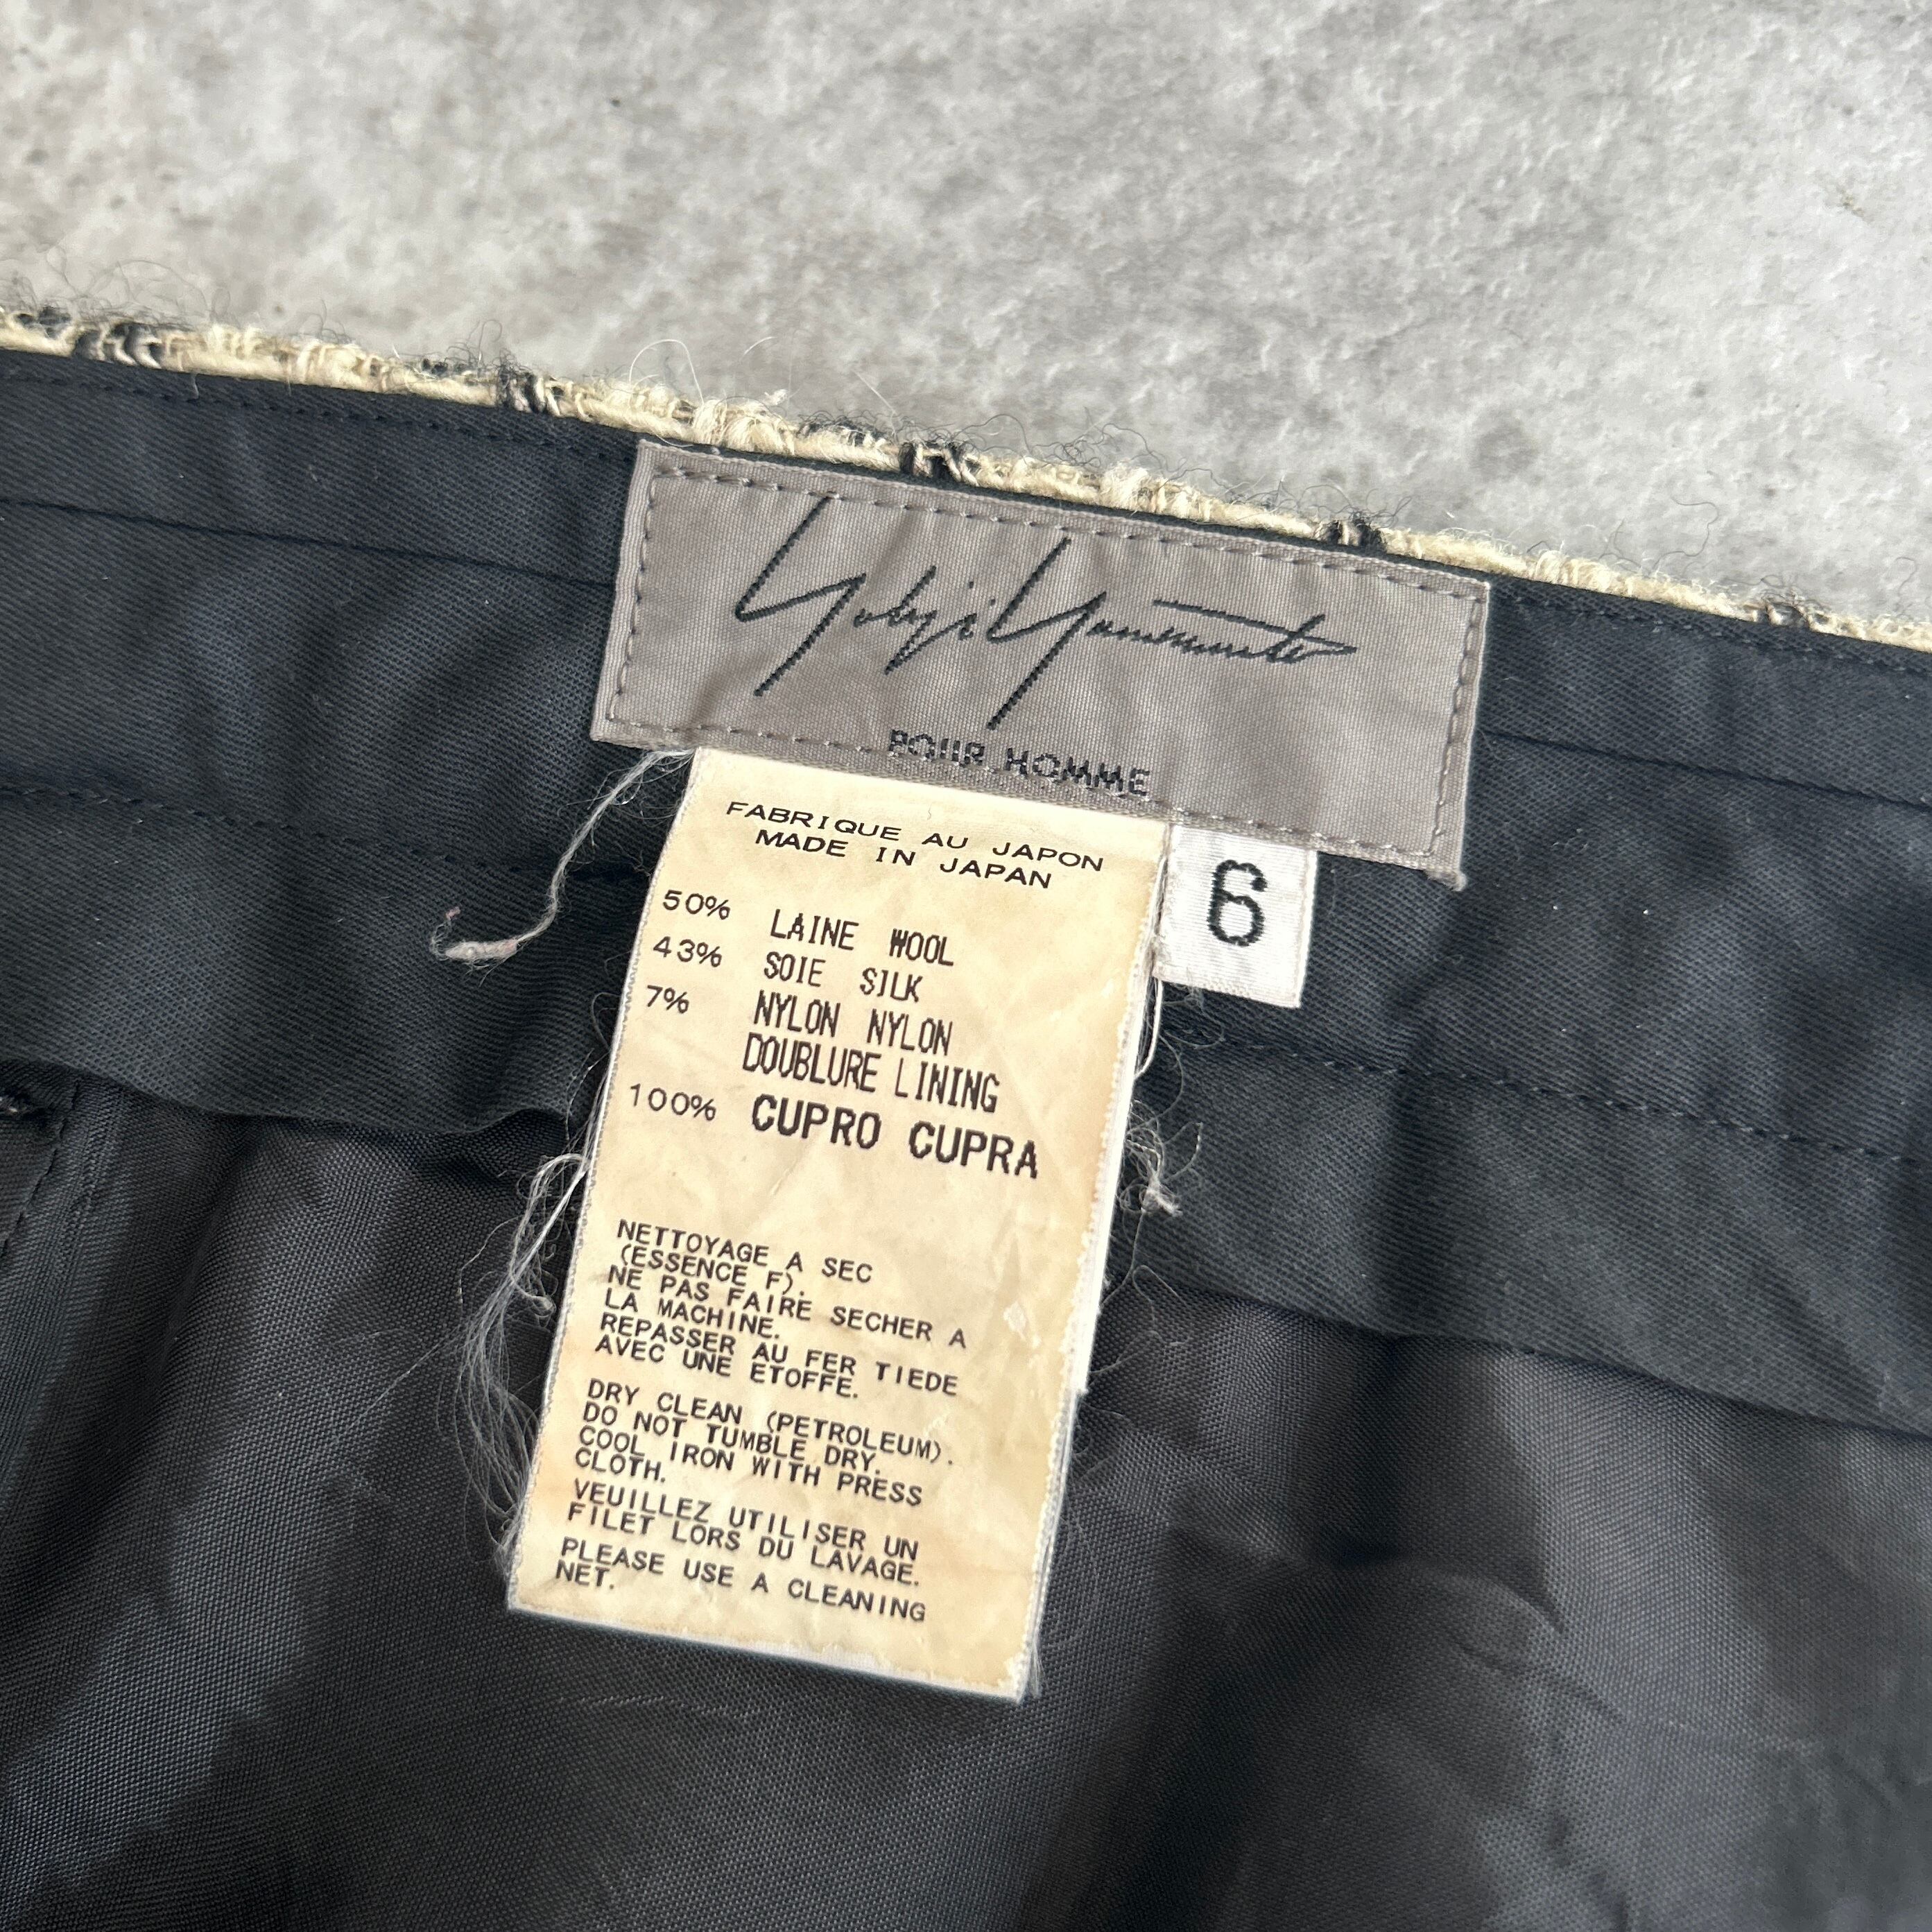 Yohji Yamamoto
POUR HOMME
6
FABRIQUE AU JAPON
MADE IN JAPAN
50% LAINE WOOL
43% SOIE SILK
7% NYLON NYLON
DOUBLURE LINING
100% CUPRO CUPRA
NETTOYAGE A SEC
(ESSENCE F).
NE PAS FAIRE SECHER A
LA MACHINE.
REPASSER AU FER TIEDE
AVEC UNE ETOFFE.
DRY CLEAN (PETROLEUM).
DO NOT TUMBLE DRY.
COOL IRON WITH PRESS
CLOTH.
VEUILLEZ UTILISER UN
FILET LORS DU LAVAGE.
PLEASE USE A CLEANING
NET.